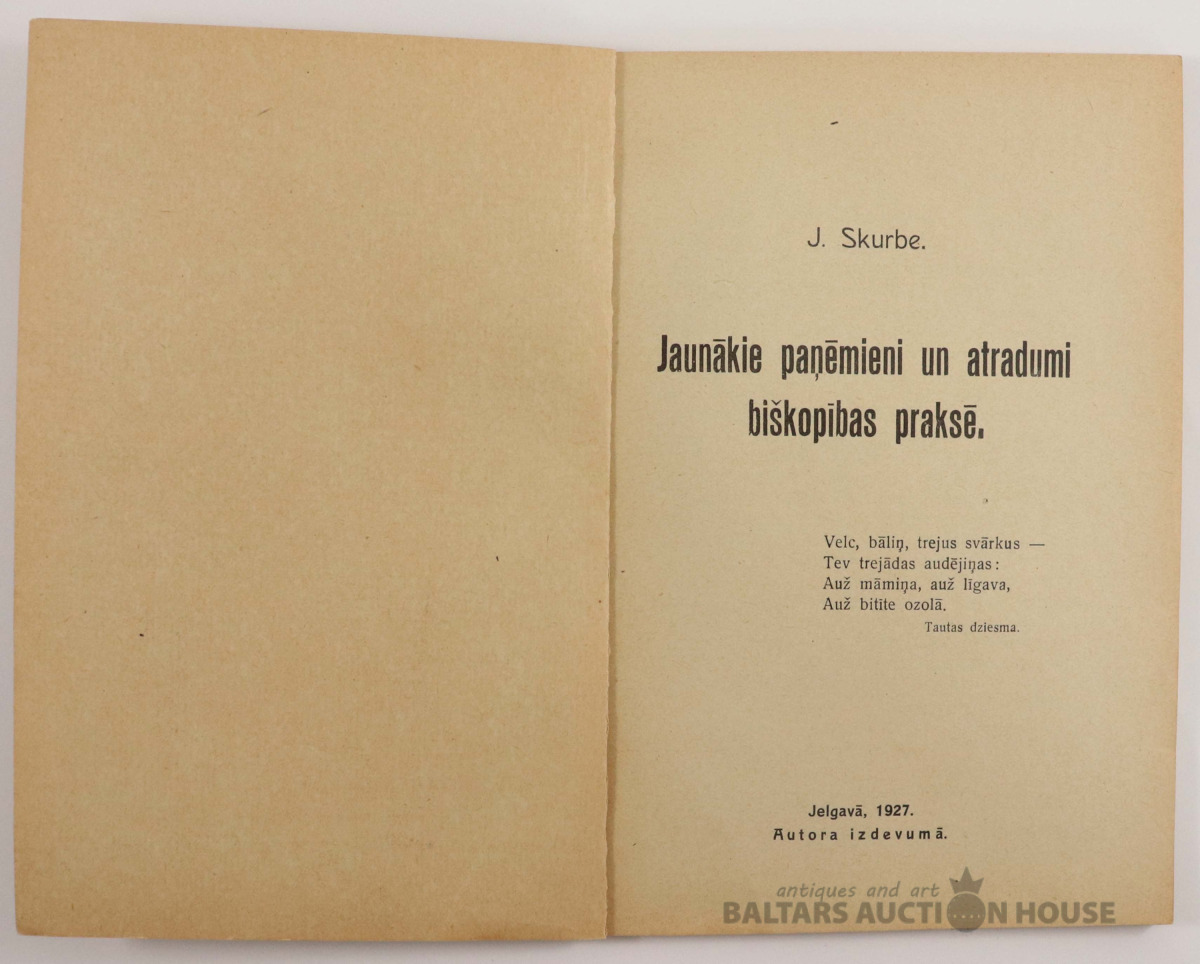 J. Skurbe.
Jaunākie paņēmieni un atradumi
biškopības praksē.
Velc, bāliņ, trejus svārkus —
Tev trejādas audējiņas:
Auž māmiņa, auž līgava,
Auž bitīte ozolā.
Tautas dziesma.
Jelgavā, 1927.
Autora izdevumā.
antiques and art
BALTARS AUCTION HOUSE